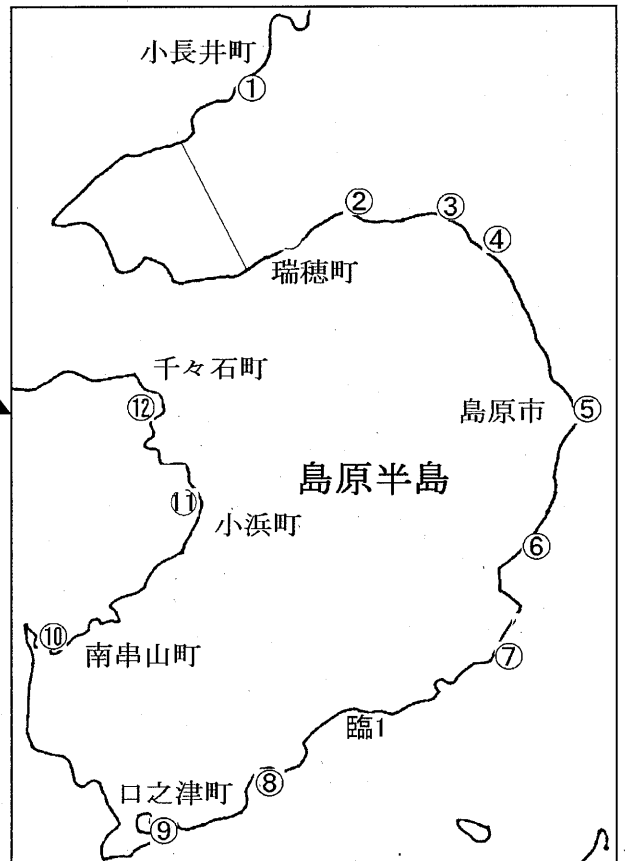 小長井町
①
②
③
④
瑞穂町
千々石町
⑫
島原市
⑤
島原半島
⑪
小浜町
⑥
⑩
南串山町
⑦
臨1
⑧
口之津町
⑨